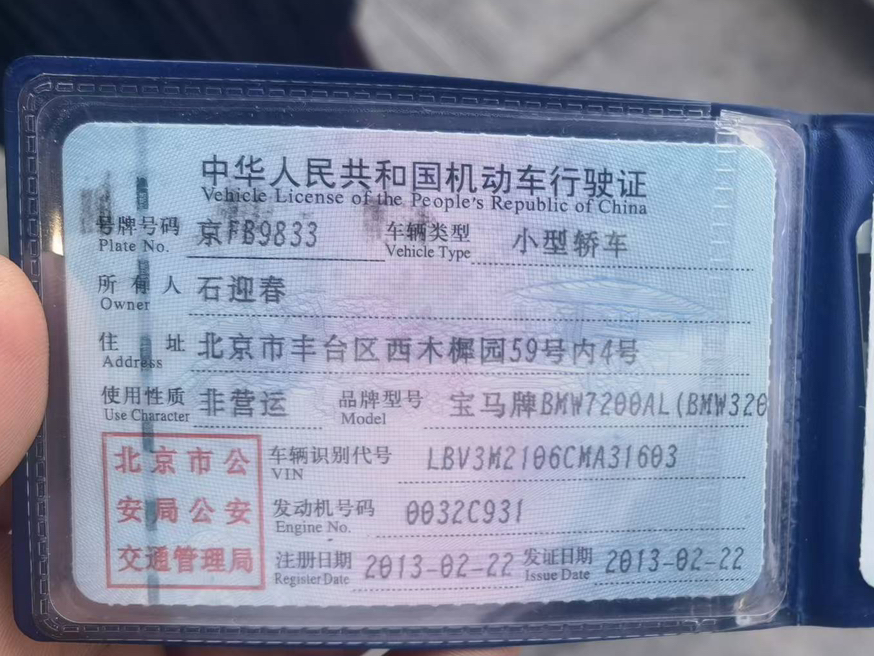 中华人民共和国机动车行驶证
Vehicle License of the People's Republic of China
号牌号码 京FB9833 车辆类型 小型轿车
Plate No. Vehicle Type
所有人 石迎春
Owner
住址 北京市丰台区西木樨园59号内4号
Address
使用性质 非营运 品牌型号 宝马牌BMW7200AL(BMW320
Use Character Model
北京市公 车辆识别代号 LBV3M2106CMA31603
VIN
安局公安 发动机号码 0032C931
Engine No.
交通管理局 注册日期 2013-02-22 发证日期 2013-02-22
Register Date Issue Date